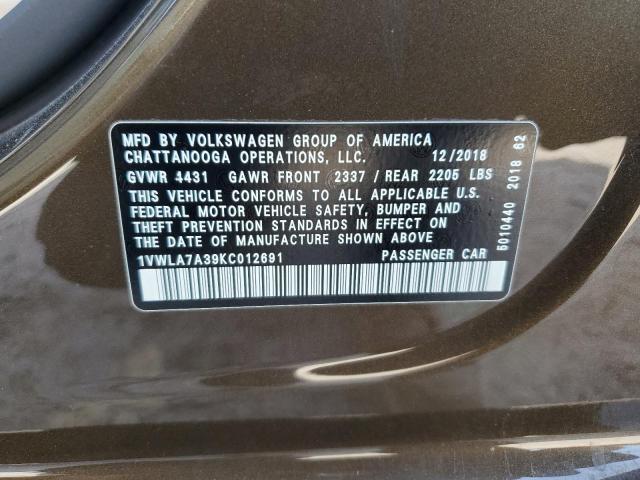 MFD BY VOLKSWAGEN GROUP OF AMERICA
CHATTANOOGA OPERATIONS, LLC. 12/2018
GVWR 4431 GAWR FRONT 2337 / REAR 2205 LBS
THIS VEHICLE CONFORMS TO ALL APPLICABLE U.S.
FEDERAL MOTOR VEHICLE SAFETY, BUMPER AND
THEFT PREVENTION STANDARDS IN EFFECT ON
THE DATE OF MANUFACTURE SHOWN ABOVE
1VWLA7A39KC012691 PASSENGER CAR
5010440 2018 62